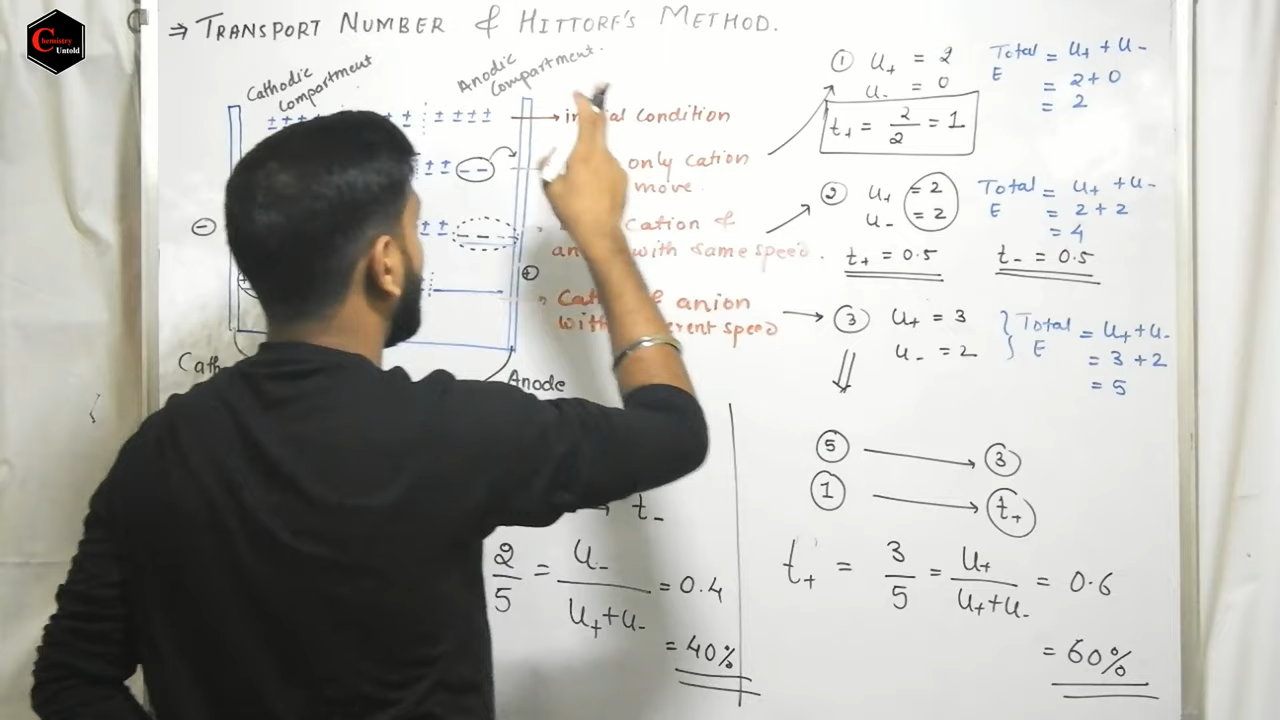 Chemistry
Untold
⇒ TRANSPORT NUMBER & HITTORF'S METHOD.
Cathodic
Compartment
Anodic
Compartment.
± ± ± ± ±
→ condition
± ± − −
only cation
move.
± ± − − −
cation &
with same speed.
⊖
⊕
& anion
speed
Anode
① u₊ = 2
u₋ = 0
t₊ = 2/2 = 1
Total = u₊ + u₋
E = 2 + 0
= 2
② u₊ = 2
u₋ = 2
Total = u₊ + u₋
E = 2 + 2
= 4
t₊ = 0.5 t₋ = 0.5
→ ③ u₊ = 3
u₋ = 2
Total = u₊ + u₋
E = 3 + 2
= 5
⇓
⑤ → ③
① → t₊
t₊ = 3/5 = u₊/(u₊ + u₋) = 0.6
= 60%
→ t₋
2/5 = u₋/(u₊ + u₋) = 0.4
= 40%